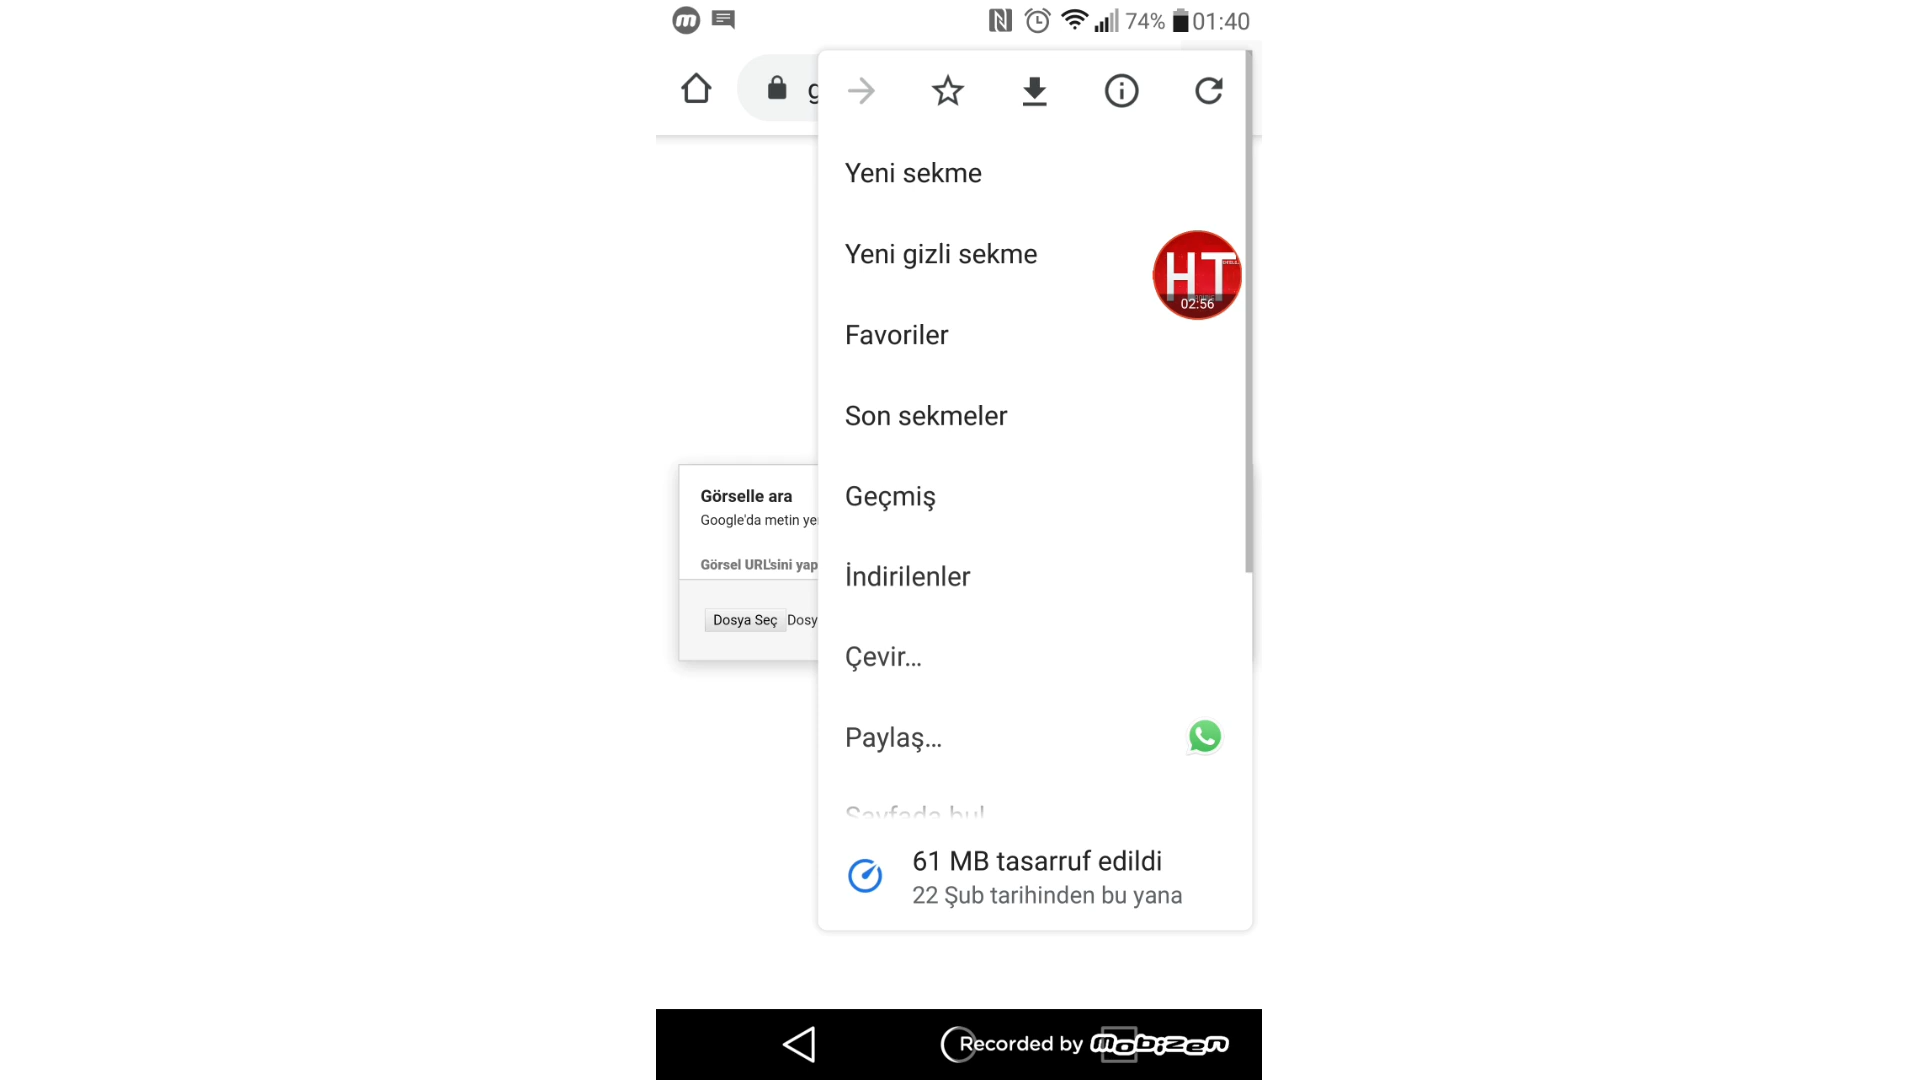 74% 01:40
g
Yeni sekme
Yeni gizli sekme
HT
02:56
Favoriler
Son sekmeler
Geçmiş
İndirilenler
Çevir...
Paylaş...
Sayfada bul
61 MB tasarruf edildi
22 Şub tarihinden bu yana
Görselle ara
Google'da metin ye
Görsel URL'sini yap
Dosya Seç Dosy
Recorded by Mobizen